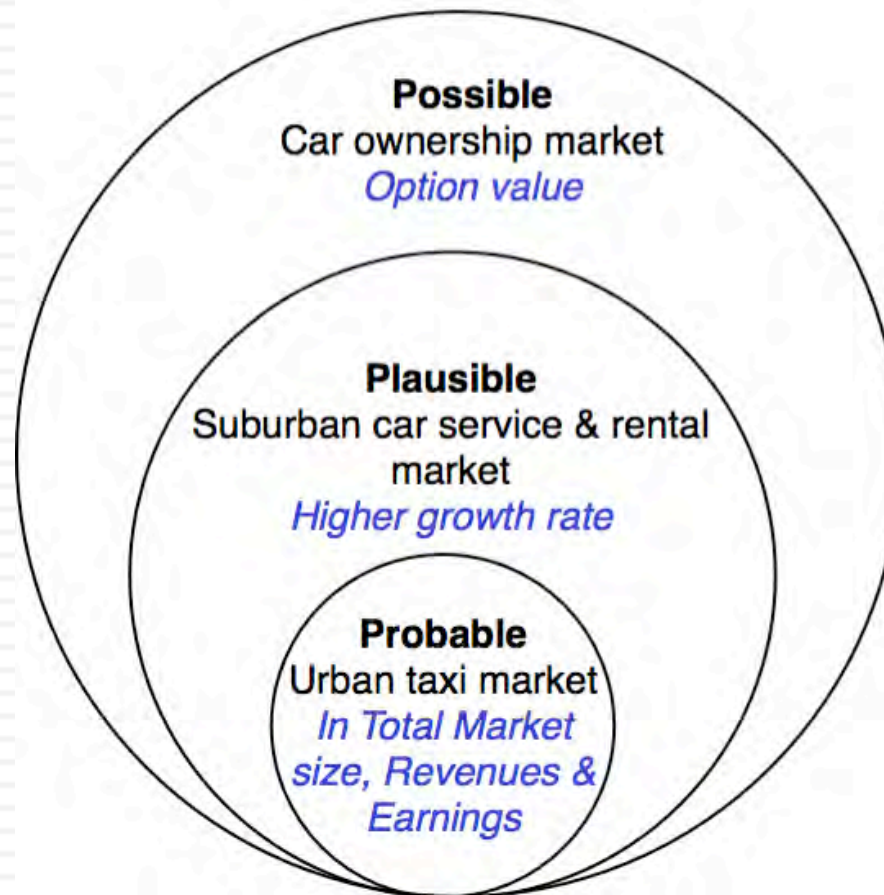 Possible
Car ownership market
Option value
Plausible
Suburban car service & rental
market
Higher growth rate
Probable
Urban taxi market
In Total Market
size, Revenues &
Earnings